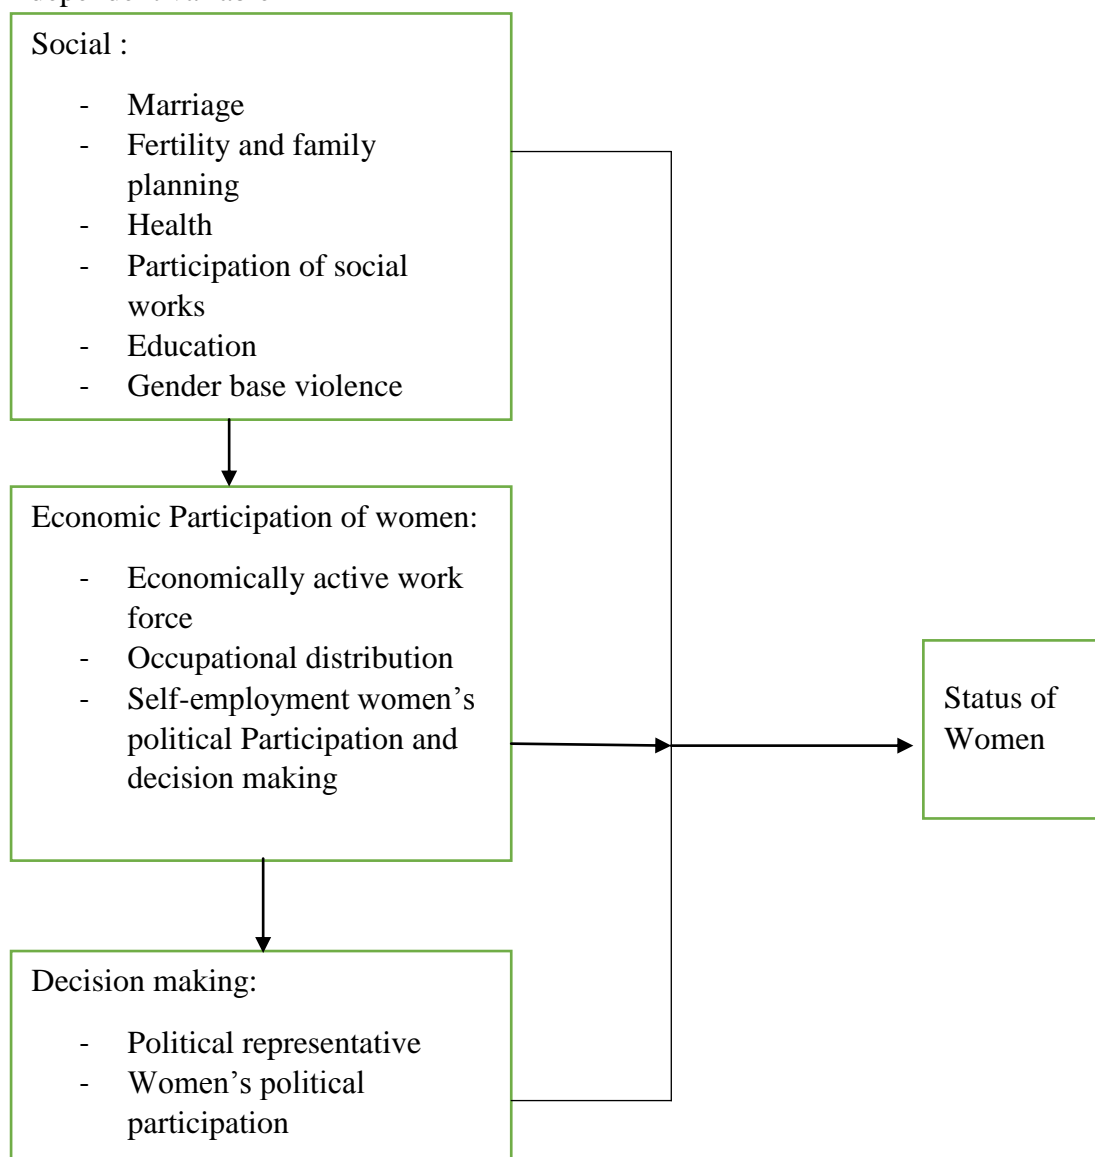 Social :
- Marriage
- Fertility and family
planning
- Health
- Participation of social
works
- Education
- Gender base violence
Economic Participation of women:
- Economically active work
force
- Occupational distribution
- Self-employment women’s
political Participation and
decision making
Status of
Women
Decision making:
- Political representative
- Women’s political
participation